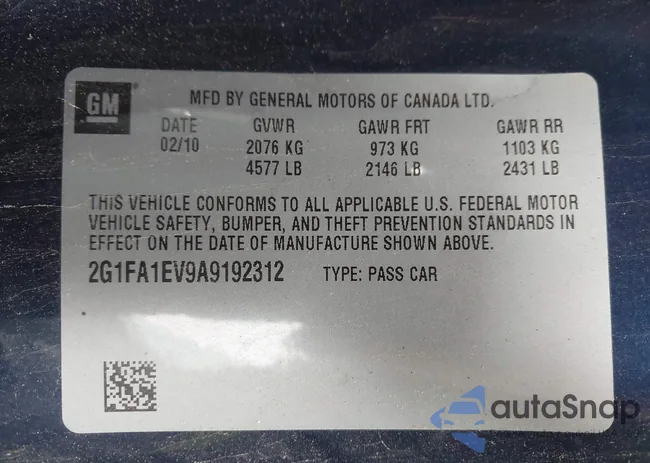 GM
MFD BY GENERAL MOTORS OF CANADA LTD.
DATE GVWR GAWR FRT GAWR RR
02/10 2076 KG 973 KG 1103 KG
4577 LB 2146 LB 2431 LB
THIS VEHICLE CONFORMS TO ALL APPLICABLE U.S. FEDERAL MOTOR
VEHICLE SAFETY, BUMPER, AND THEFT PREVENTION STANDARDS IN
EFFECT ON THE DATE OF MANUFACTURE SHOWN ABOVE.
2G1FA1EV9A9192312 TYPE: PASS CAR
autoSnap